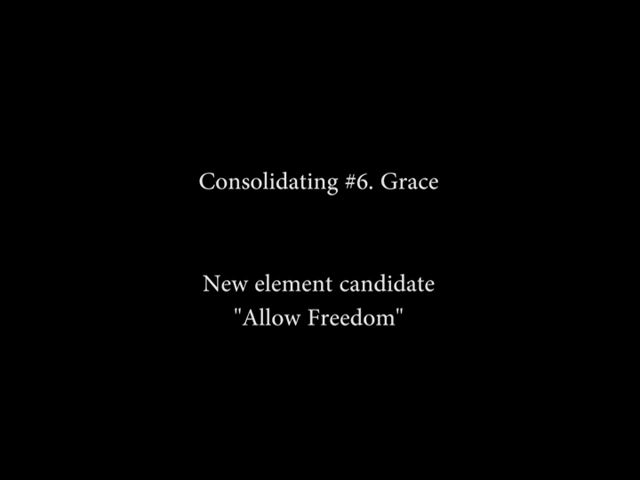 Consolidating #6. Grace
New element candidate
"Allow Freedom"